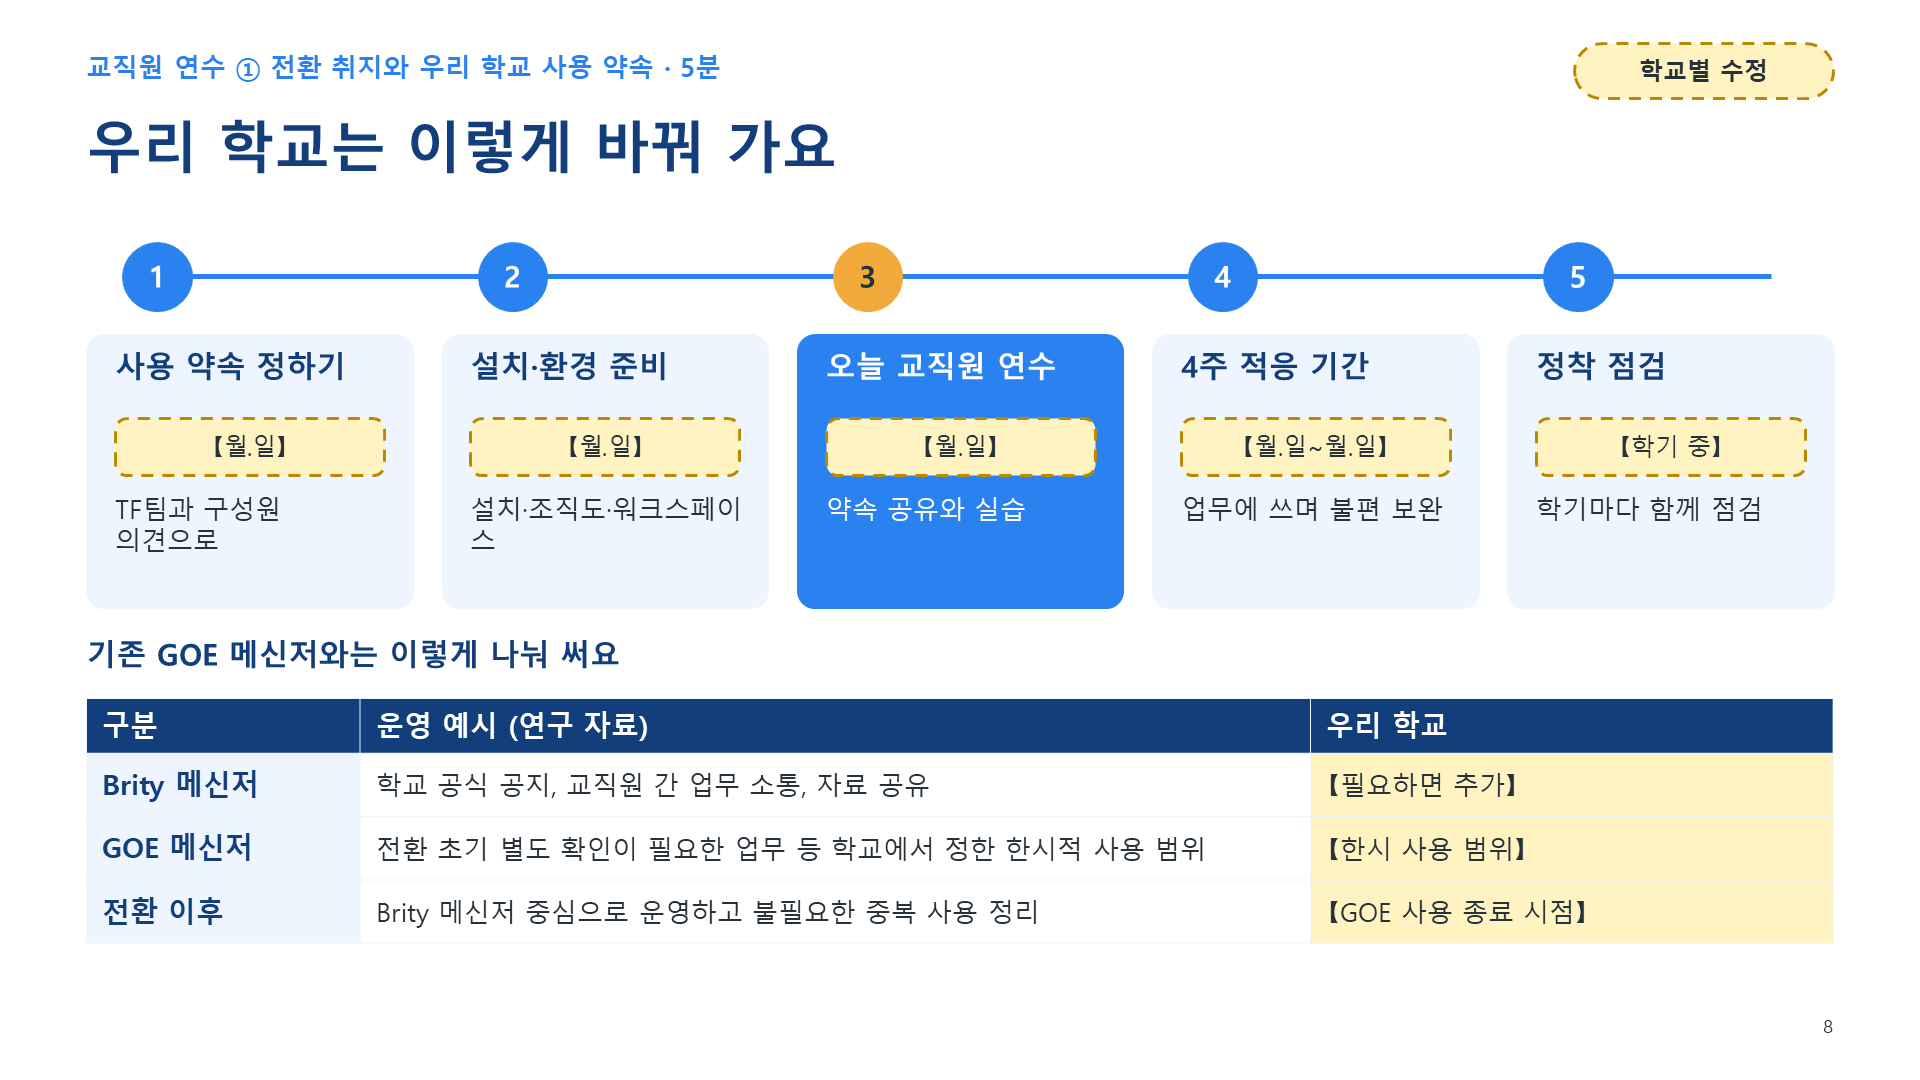 교직원 연수 ① 전환 취지와 우리 학교 사용 약속 · 5분
학교별 수정
우리 학교는 이렇게 바꿔 가요
1
2
3
4
5
사용 약속 정하기
【월.일】
TF팀과 구성원
의견으로
설치·환경 준비
【월.일】
설치·조직도·워크스페이
스
오늘 교직원 연수
【월.일】
약속 공유와 실습
4주 적응 기간
【월.일~월.일】
업무에 쓰며 불편 보완
정착 점검
【학기 중】
학기마다 함께 점검
기존 GOE 메신저와는 이렇게 나눠 써요
구분 운영 예시 (연구 자료) 우리 학교
Brity 메신저 학교 공식 공지, 교직원 간 업무 소통, 자료 공유 【필요하면 추가】
GOE 메신저 전환 초기 별도 확인이 필요한 업무 등 학교에서 정한 한시적 사용 범위 【한시 사용 범위】
전환 이후 Brity 메신저 중심으로 운영하고 불필요한 중복 사용 정리 【GOE 사용 종료 시점】
8